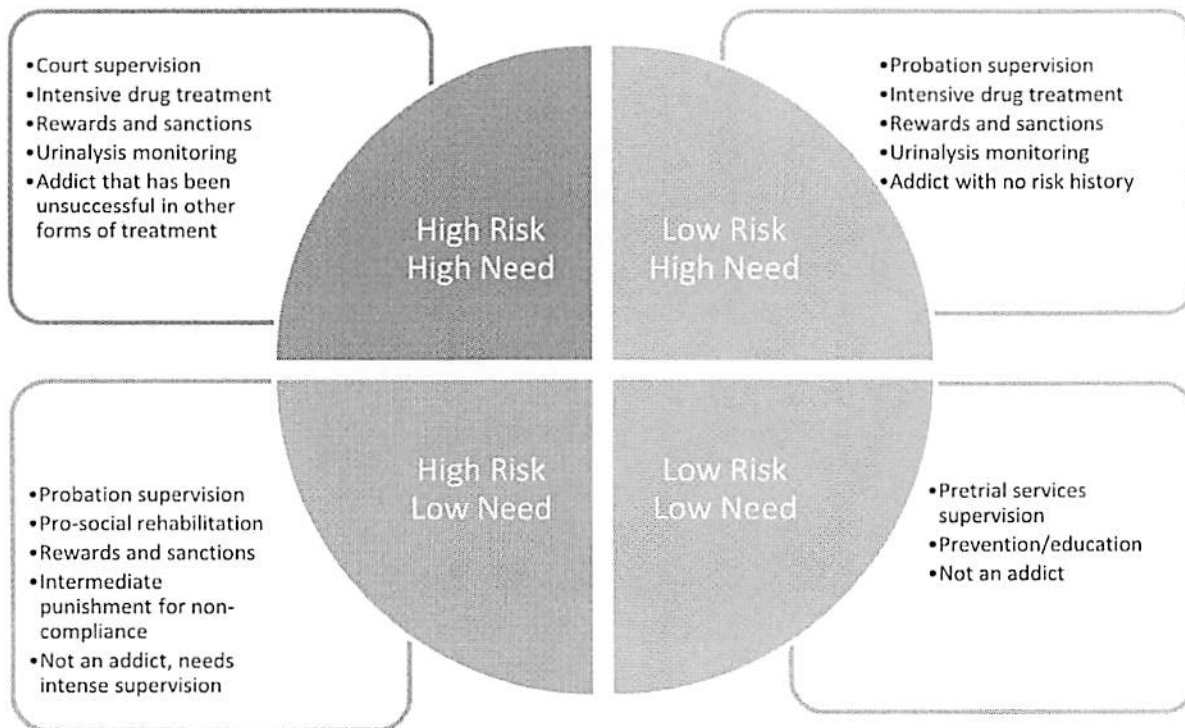 •Court supervision
•Intensive drug treatment
•Rewards and sanctions
•Urinalysis monitoring
•Addict that has been
unsuccessful in other
forms of treatment
High Risk
High Need
•Probation supervision
•Intensive drug treatment
•Rewards and sanctions
•Urinalysis monitoring
•Addict with no risk history
Low Risk
High Need
•Probation supervision
•Pro-social rehabilitation
•Rewards and sanctions
•Intermediate
punishment for non-
compliance
•Not an addict, needs
intense supervision
High Risk
Low Need
Low Risk
Low Need
•Pretrial services
supervision
•Prevention/education
•Not an addict